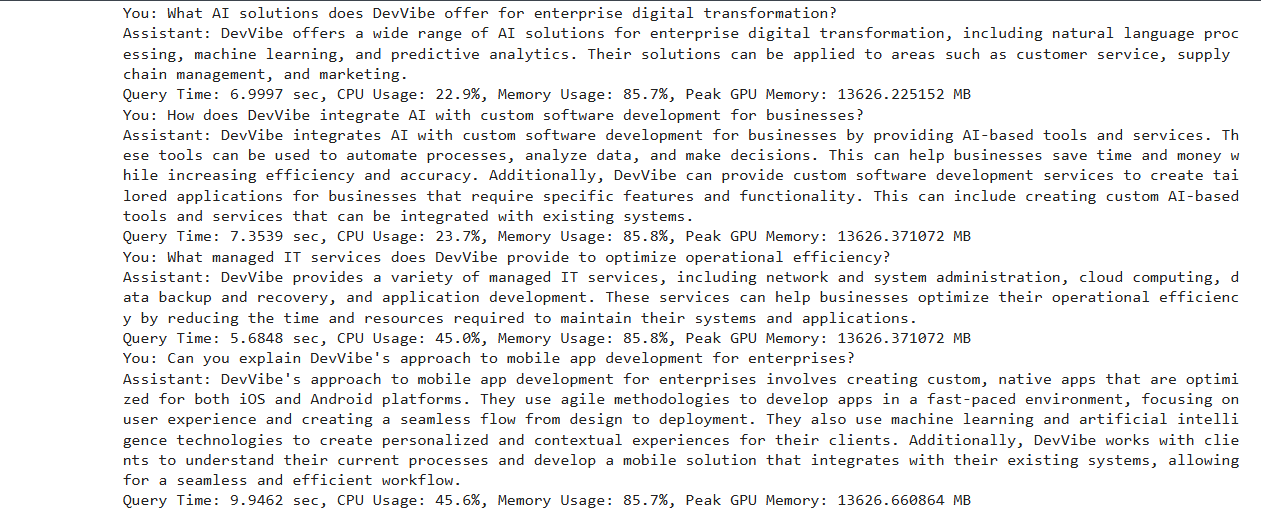 You: What AI solutions does DevVibe offer for enterprise digital transformation?
Assistant: DevVibe offers a wide range of AI solutions for enterprise digital transformation, including natural language proc
essing, machine learning, and predictive analytics. Their solutions can be applied to areas such as customer service, supply
chain management, and marketing.
Query Time: 6.9997 sec, CPU Usage: 22.9%, Memory Usage: 85.7%, Peak GPU Memory: 13626.225152 MB
You: How does DevVibe integrate AI with custom software development for businesses?
Assistant: DevVibe integrates AI with custom software development for businesses by providing AI-based tools and services. Th
ese tools can be used to automate processes, analyze data, and make decisions. This can help businesses save time and money w
hile increasing efficiency and accuracy. Additionally, DevVibe can provide custom software development services to create tai
lored applications for businesses that require specific features and functionality. This can include creating custom AI-based
tools and services that can be integrated with existing systems.
Query Time: 7.3539 sec, CPU Usage: 23.7%, Memory Usage: 85.8%, Peak GPU Memory: 13626.371072 MB
You: What managed IT services does DevVibe provide to optimize operational efficiency?
Assistant: DevVibe provides a variety of managed IT services, including network and system administration, cloud computing, d
ata backup and recovery, and application development. These services can help businesses optimize their operational efficienc
y by reducing the time and resources required to maintain their systems and applications.
Query Time: 5.6848 sec, CPU Usage: 45.0%, Memory Usage: 85.8%, Peak GPU Memory: 13626.371072 MB
You: Can you explain DevVibe's approach to mobile app development for enterprises?
Assistant: DevVibe's approach to mobile app development for enterprises involves creating custom, native apps that are optimi
zed for both iOS and Android platforms. They use agile methodologies to develop apps in a fast-paced environment, focusing on
user experience and creating a seamless flow from design to deployment. They also use machine learning and artificial intelli
gence technologies to create personalized and contextual experiences for their clients. Additionally, DevVibe works with clie
nts to understand their current processes and develop a mobile solution that integrates with their existing systems, allowing
for a seamless and efficient workflow.
Query Time: 9.9462 sec, CPU Usage: 45.6%, Memory Usage: 85.7%, Peak GPU Memory: 13626.660864 MB